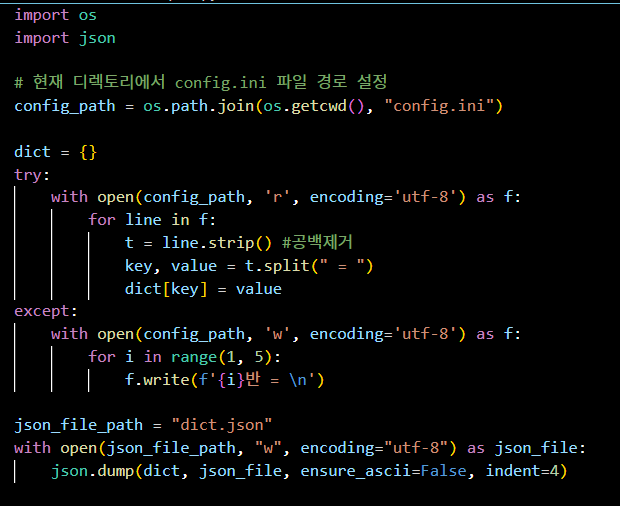 import os
import json
# 현재 디렉토리에서 config.ini 파일 경로 설정
config_path = os.path.join(os.getcwd(), "config.ini")
dict = {}
try:
    with open(config_path, 'r', encoding='utf-8') as f:
        for line in f:
            t = line.strip() #공백제거
            key, value = t.split(" = ")
            dict[key] = value
except:
    with open(config_path, 'w', encoding='utf-8') as f:
        for i in range(1, 5):
            f.write(f'{i}반 = \n')
json_file_path = "dict.json"
with open(json_file_path, "w", encoding="utf-8") as json_file:
    json.dump(dict, json_file, ensure_ascii=False, indent=4)